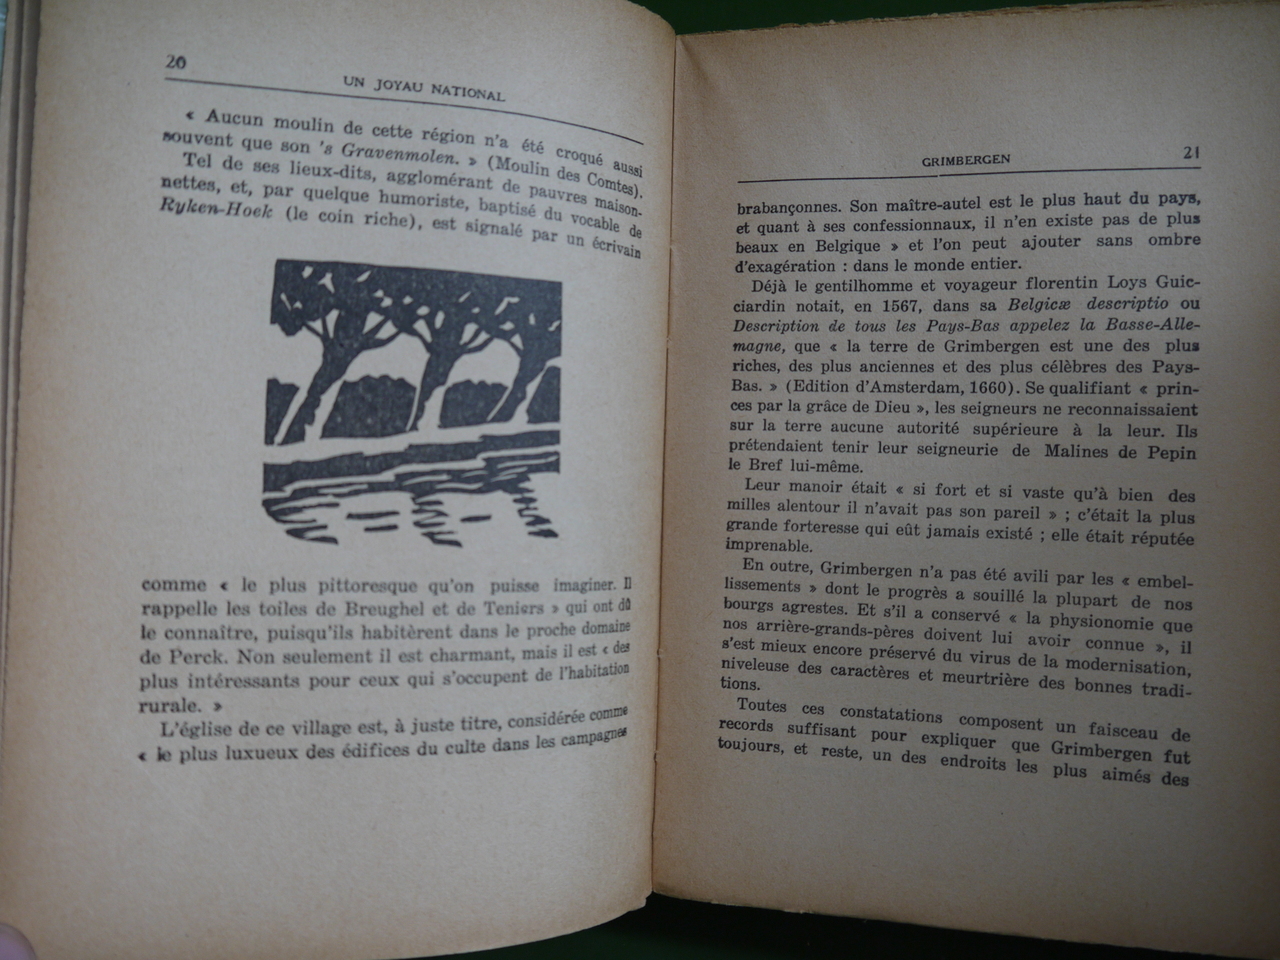 20
UN JOYAU NATIONAL
« Aucun moulin de cette région n'a été croqué aussi
souvent que son 's Gravenmolen. » (Moulin des Comtes).
Tel de ses lieux-dits, agglomérant de pauvres maison-
nettes, et, par quelque humoriste, baptisé du vocable de
Ryken-Hoek (le coin riche), est signalé par un écrivain
comme « le plus pittoresque qu'on puisse imaginer. Il
rappelle les toiles de Breughel et de Teniers » qui ont dû
le connaître, puisqu'ils habitèrent dans le proche domaine
de Perck. Non seulement il est charmant, mais il est « des
plus intéressants pour ceux qui s'occupent de l'habitation
rurale. »
L'église de ce village est, à juste titre, considérée comme
« le plus luxueux des édifices du culte dans les campagnes
GRIMBERGEN
21
brabançonnes. Son maître-autel est le plus haut du pays,
et quant à ses confessionnaux, il n'en existe pas de plus
beaux en Belgique » et l'on peut ajouter sans ombre
d'exagération : dans le monde entier.
Déjà le gentilhomme et voyageur florentin Loys Guic-
ciardin notait, en 1567, dans sa Belgicæ descriptio ou
Description de tous les Pays-Bas appelez la Basse-Alle-
magne, que « la terre de Grimbergen est une des plus
riches, des plus anciennes et des plus célèbres des Pays-
Bas. » (Edition d'Amsterdam, 1660). Se qualifiant « prin-
ces par la grâce de Dieu », les seigneurs ne reconnaissaient
sur la terre aucune autorité supérieure à la leur. Ils
prétendaient tenir leur seigneurie de Malines de Pepin
le Bref lui-même.
Leur manoir était « si fort et si vaste qu'à bien des
milles alentour il n'avait pas son pareil » ; c'était la plus
grande forteresse qui eût jamais existé ; elle était réputée
imprenable.
En outre, Grimbergen n'a pas été avili par les « embel-
lissements » dont le progrès a souillé la plupart de nos
bourgs agrestes. Et s'il a conservé « la physionomie que
nos arrière-grands-pères doivent lui avoir connue », il
s'est mieux encore préservé du virus de la modernisation,
niveleuse des caractères et meurtrière des bonnes tradi-
tions.
Toutes ces constatations composent un faisceau de
records suffisant pour expliquer que Grimbergen fut
toujours, et reste, un des endroits les plus aimés des